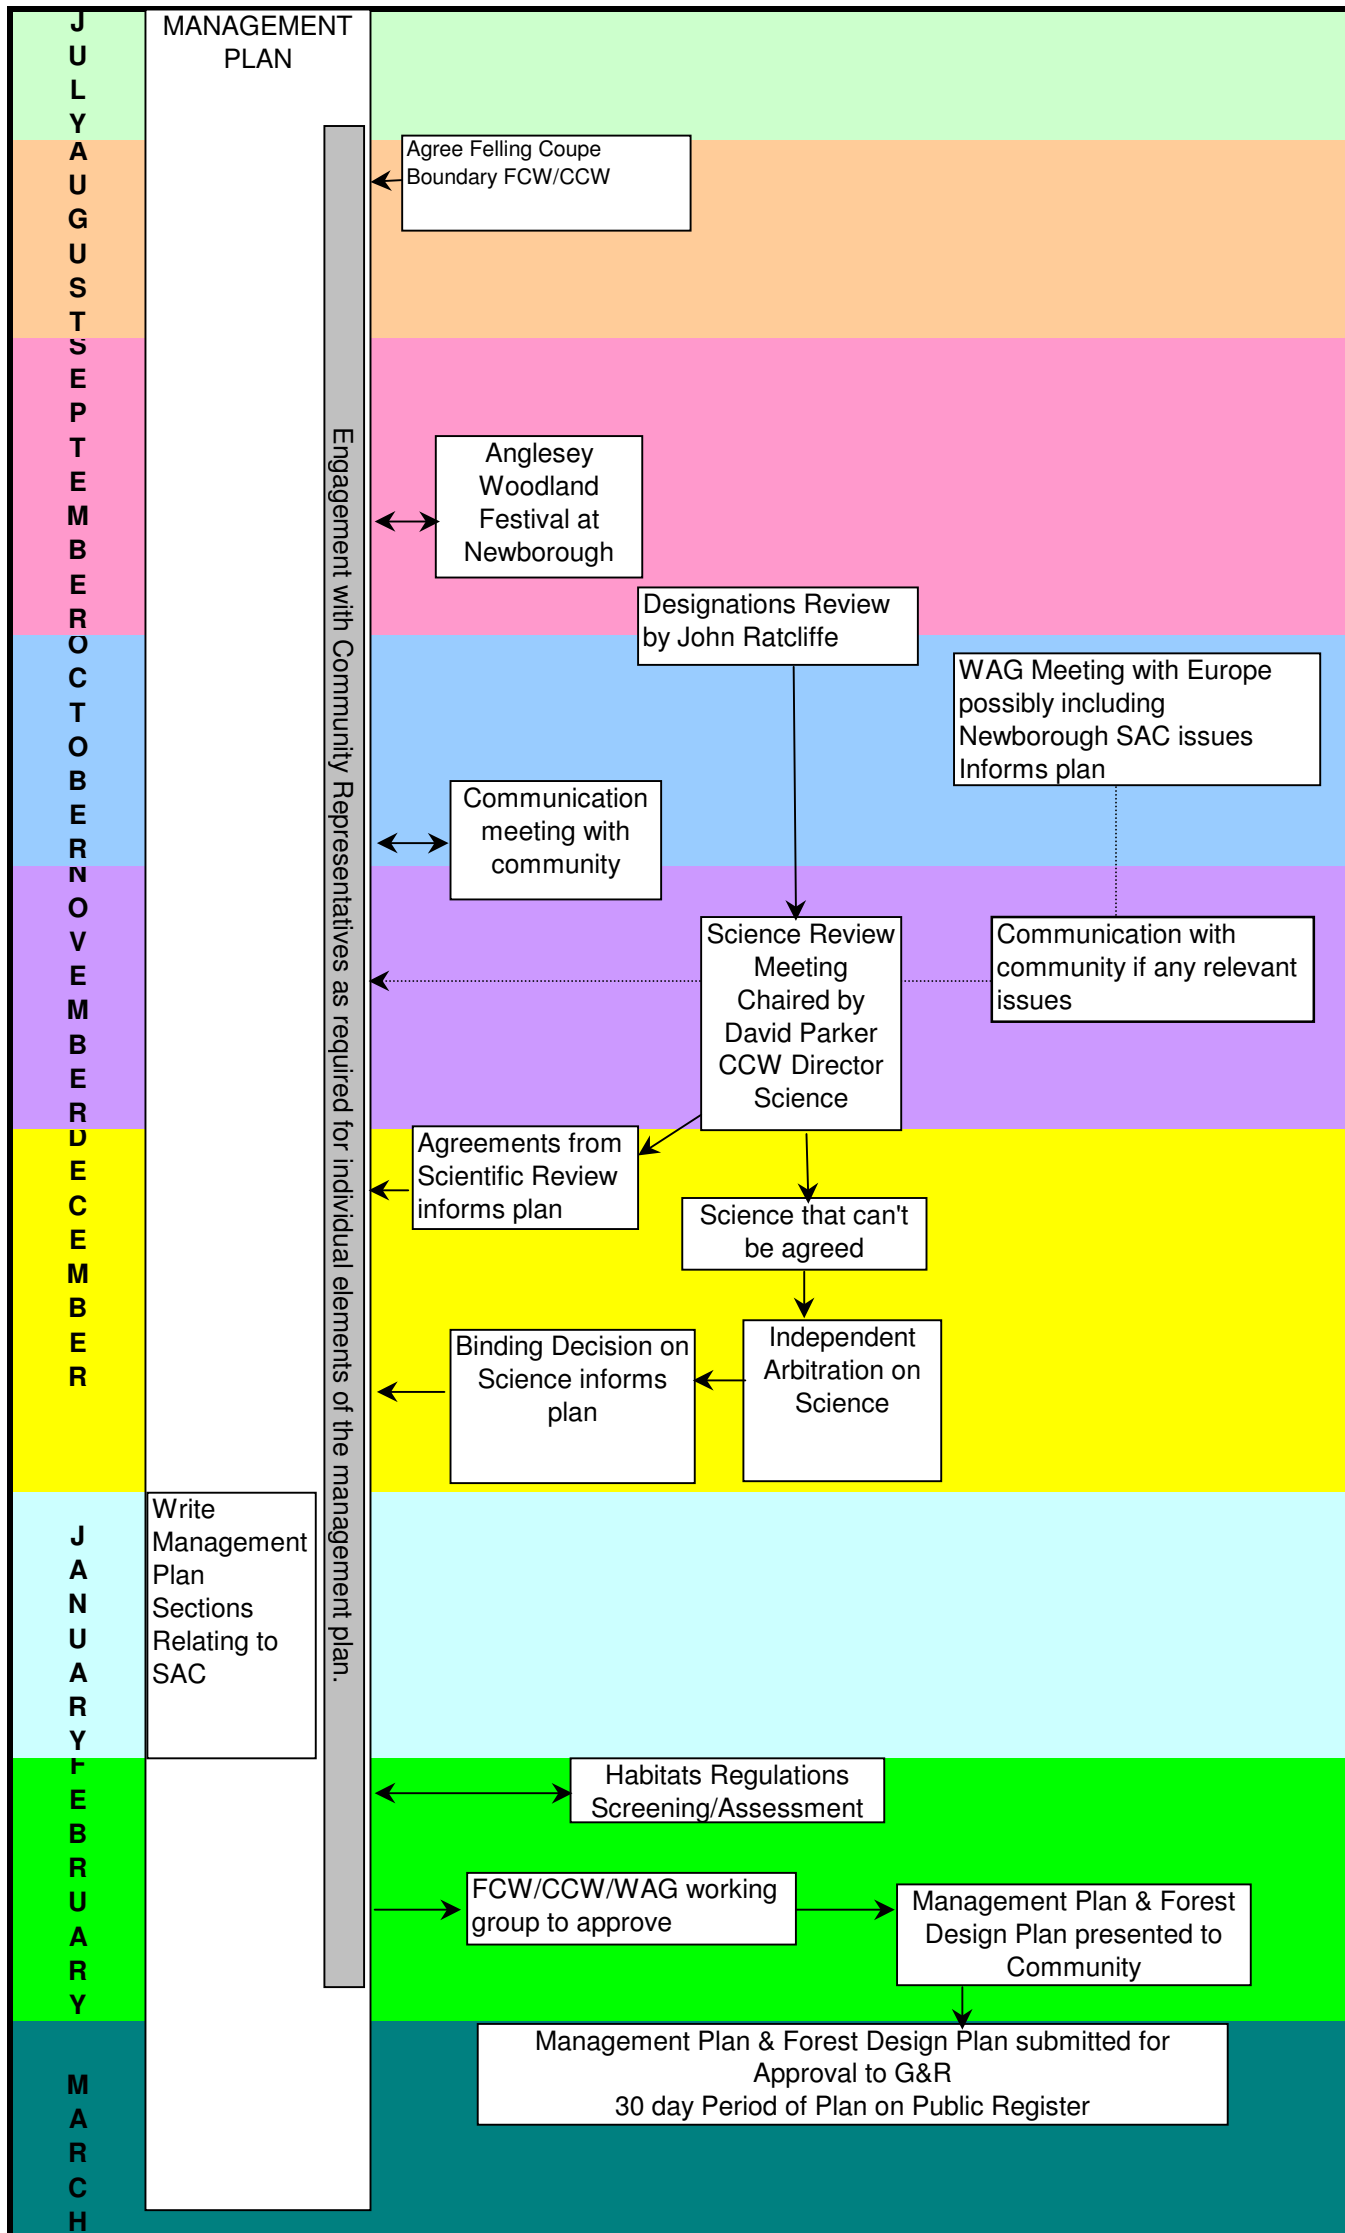 MANAGEMENT
PLAN
JULY
AUGUST
Agree Felling Coupe
Boundary FCW/CCW
SEPTEMBER
Engagement with Community Representatives as required for individual elements of the management plan.
Anglesey
Woodland
Festival at
Newborough
Designations Review
by John Ratcliffe
OCTOBER
WAG Meeting with Europe
possibly including
Newborough SAC issues
Informs plan
Communication
meeting with
community
NOVEMBER
Science Review
Meeting
Chaired by
David Parker
CCW Director
Science
Communication with
community if any relevant
issues
DECEMBER
Agreements from
Scientific Review
informs plan
Science that can't
be agreed
Independent
Arbitration on
Science
Binding Decision on
Science informs
plan
JANUARY
Write
Management
Plan
Sections
Relating to
SAC
FEBRUARY
Habitats Regulations
Screening/Assessment
FCW/CCW/WAG working
group to approve
Management Plan & Forest
Design Plan presented to
Community
MARCH
Management Plan & Forest Design Plan submitted for
Approval to G&R
30 day Period of Plan on Public Register